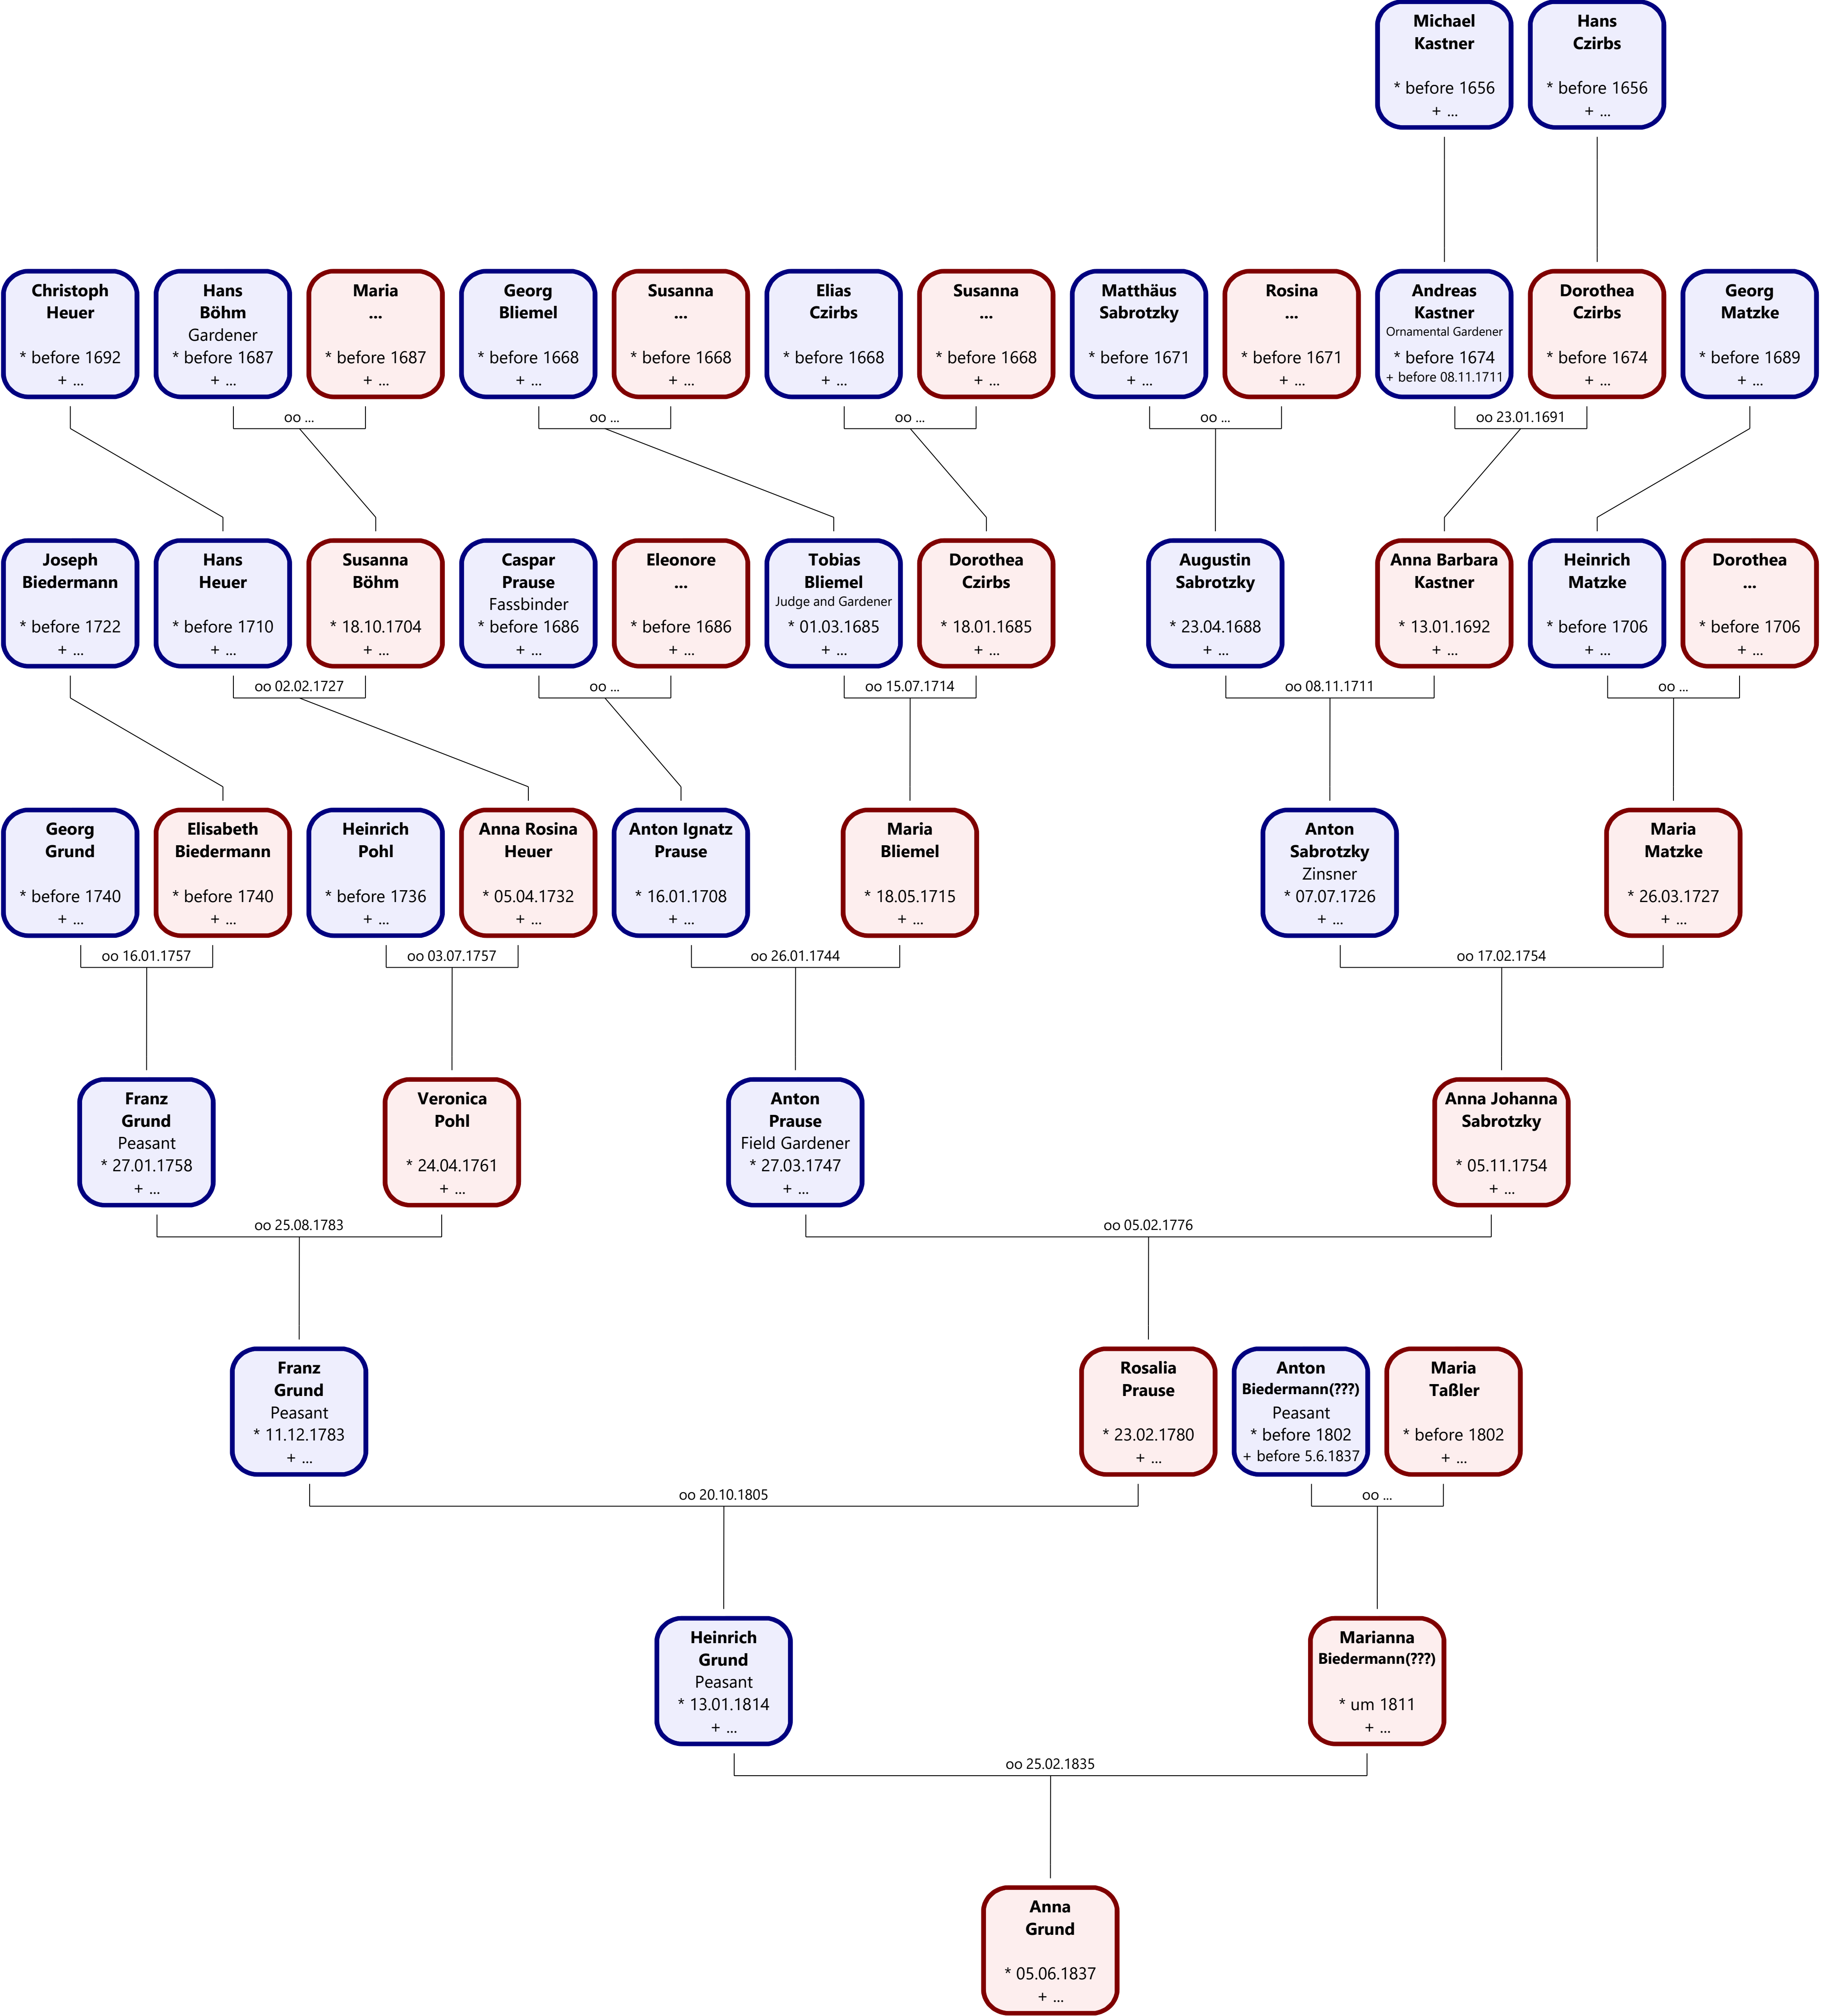 Michael
Kastner
* before 1656
+ ...
Hans
Czirbs
* before 1656
+ ...
Christoph
Heuer
* before 1692
+ ...
Hans
Böhm
Gardener
* before 1687
+ ...
Maria
...
* before 1687
+ ...
Georg
Bliemel
* before 1668
+ ...
Susanna
...
* before 1668
+ ...
Elias
Czirbs
* before 1668
+ ...
Susanna
...
* before 1668
+ ...
Matthäus
Sabrotzky
* before 1671
+ ...
Rosina
...
* before 1671
+ ...
Andreas
Kastner
Ornamental Gardener
* before 1674
+ before 08.11.1711
Dorothea
Czirbs
* before 1674
+ ...
Georg
Matzke
* before 1689
+ ...
oo ...
oo ...
oo ...
oo ...
oo 23.01.1691
Joseph
Biedermann
* before 1722
+ ...
Hans
Heuer
* before 1710
+ ...
Susanna
Böhm
* 18.10.1704
+ ...
Caspar
Prause
Fassbinder
* before 1686
+ ...
Eleonore
...
* before 1686
+ ...
Tobias
Bliemel
Judge and Gardener
* 01.03.1685
+ ...
Dorothea
Czirbs
* 18.01.1685
+ ...
Augustin
Sabrotzky
* 23.04.1688
+ ...
Anna Barbara
Kastner
* 13.01.1692
+ ...
Heinrich
Matzke
* before 1706
+ ...
Dorothea
...
* before 1706
+ ...
oo 02.02.1727
oo ...
oo 15.07.1714
oo 08.11.1711
oo ...
Georg
Grund
* before 1740
+ ...
Elisabeth
Biedermann
* before 1740
+ ...
Heinrich
Pohl
* before 1736
+ ...
Anna Rosina
Heuer
* 05.04.1732
+ ...
Anton Ignatz
Prause
* 16.01.1708
+ ...
Maria
Bliemel
* 18.05.1715
+ ...
Anton
Sabrotzky
Zinsner
* 07.07.1726
+ ...
Maria
Matzke
* 26.03.1727
+ ...
oo 16.01.1757
oo 03.07.1757
oo 26.01.1744
oo 17.02.1754
Franz
Grund
Peasant
* 27.01.1758
+ ...
Veronica
Pohl
* 24.04.1761
+ ...
Anton
Prause
Field Gardener
* 27.03.1747
+ ...
Anna Johanna
Sabrotzky
* 05.11.1754
+ ...
oo 25.08.1783
oo 05.02.1776
Franz
Grund
Peasant
* 11.12.1783
+ ...
Rosalia
Prause
* 23.02.1780
+ ...
Anton
Biedermann(???)
Peasant
* before 1802
+ before 5.6.1837
Maria
Taßler
* before 1802
+ ...
oo 20.10.1805
oo ...
Heinrich
Grund
Peasant
* 13.01.1814
+ ...
Marianna
Biedermann(???)
* um 1811
+ ...
oo 25.02.1835
Anna
Grund
* 05.06.1837
+ ...